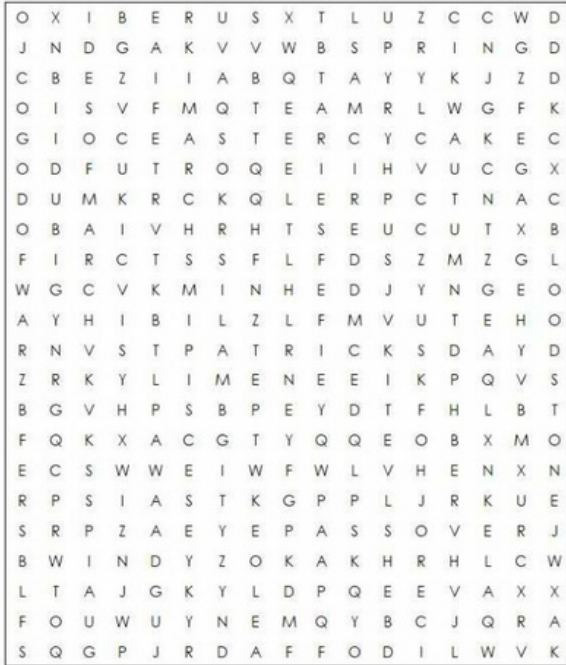 O X I B E R U S X T L U Z C C W D
J N D G A K V V W B S P R I N G D
C B E Z I I A B Q T A Y Y K J Z D
O I S V F M Q T E A M R L W G F K
G I O C E A S T E R C Y C A K E C
O D F U T R O Q E I I H V U C G X
D U M K R C K Q L E R P C T N A C
O B A I V H R H T S E U C U T X B
F I R C T S S F L F D S Z M Z G L
W G C V K M I N H E D J Y N G E O
A Y H I B I L Z L F M V U T E H O
R N V S T P A T R I C K S D A Y D
Z R K Y L I M E N E E I K P Q V S
B G V H P S B P E Y D T F H L B T
F Q K X A C G T Y Q Q E O B X M O
E C S W W E I W F W L V H E N X N
R P S I A S T K G P P L J R K U E
S R P Z A E Y E P A S S O V E R J
B W I N D Y Z O K A K H R H L C W
L T A J G K Y L D P Q E E V A X X
F O U W U Y N E M Q Y B C J Q R A
S Q G P J R D A F F O D I L W V K